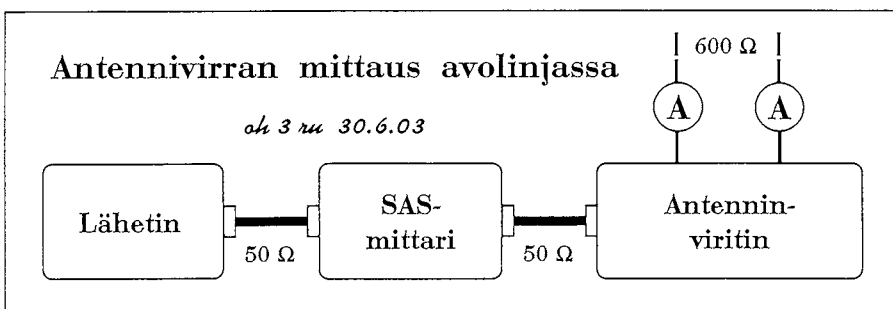 Antennivirran mittaus avolinjassa
oh 3 ru 30.6.03
600 Ω
A A
Lähetin
50 Ω
SAS-
mittari
50 Ω
Antennin-
viritin